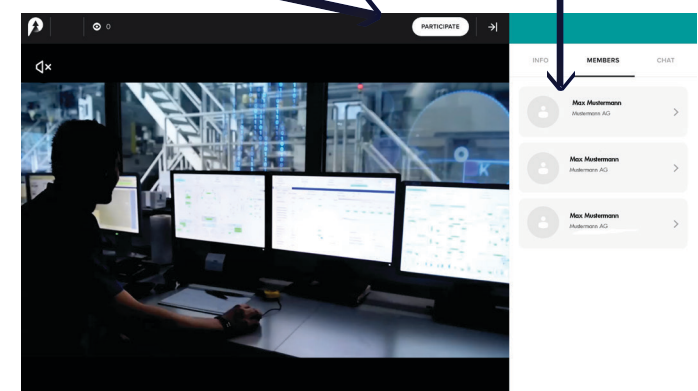 0
PARTICIPATE
INFO
MEMBERS
CHAT
Max Mustermann
Mustermann AG
Max Mustermann
Mustermann AG
Max Mustermann
Mustermann AG
K